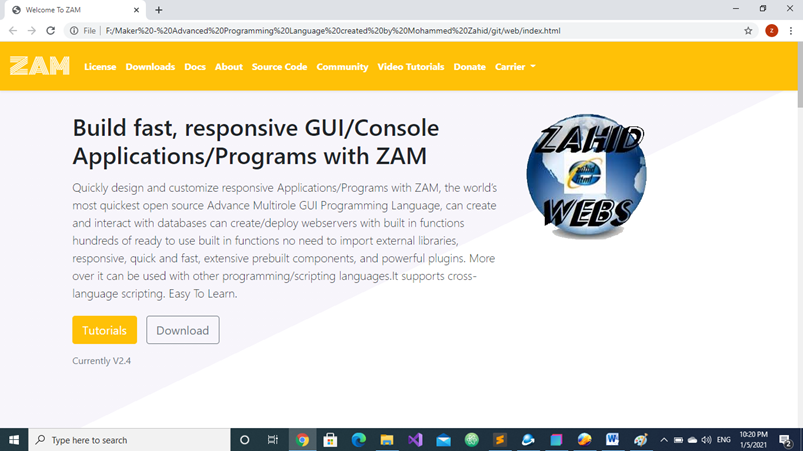 Welcome To ZAM
File | F:/Maker%20-%20Advanced%20Programming%20Language%20created%20by%20Mohammed%20Zahid/git/web/index.html
z
ZAM License Downloads Docs About Source Code Community Video Tutorials Donate Carrier
Build fast, responsive GUI/Console
Applications/Programs with ZAM
Quickly design and customize responsive Applications/Programs with ZAM, the world's
most quickest open source Advance Multirole GUI Programming Language, can create
and interact with databases can create/deploy webservers with built in functions
hundreds of ready to use built in functions no need to import external libraries,
responsive, quick and fast, extensive prebuilt components, and powerful plugins. More
over it can be used with other programming/scripting languages.It supports cross-
language scripting. Easy To Learn.
Tutorials Download
Currently V2.4
ZAHID
WEBS
Type here to search
ENG
10:20 PM
1/5/2021
2